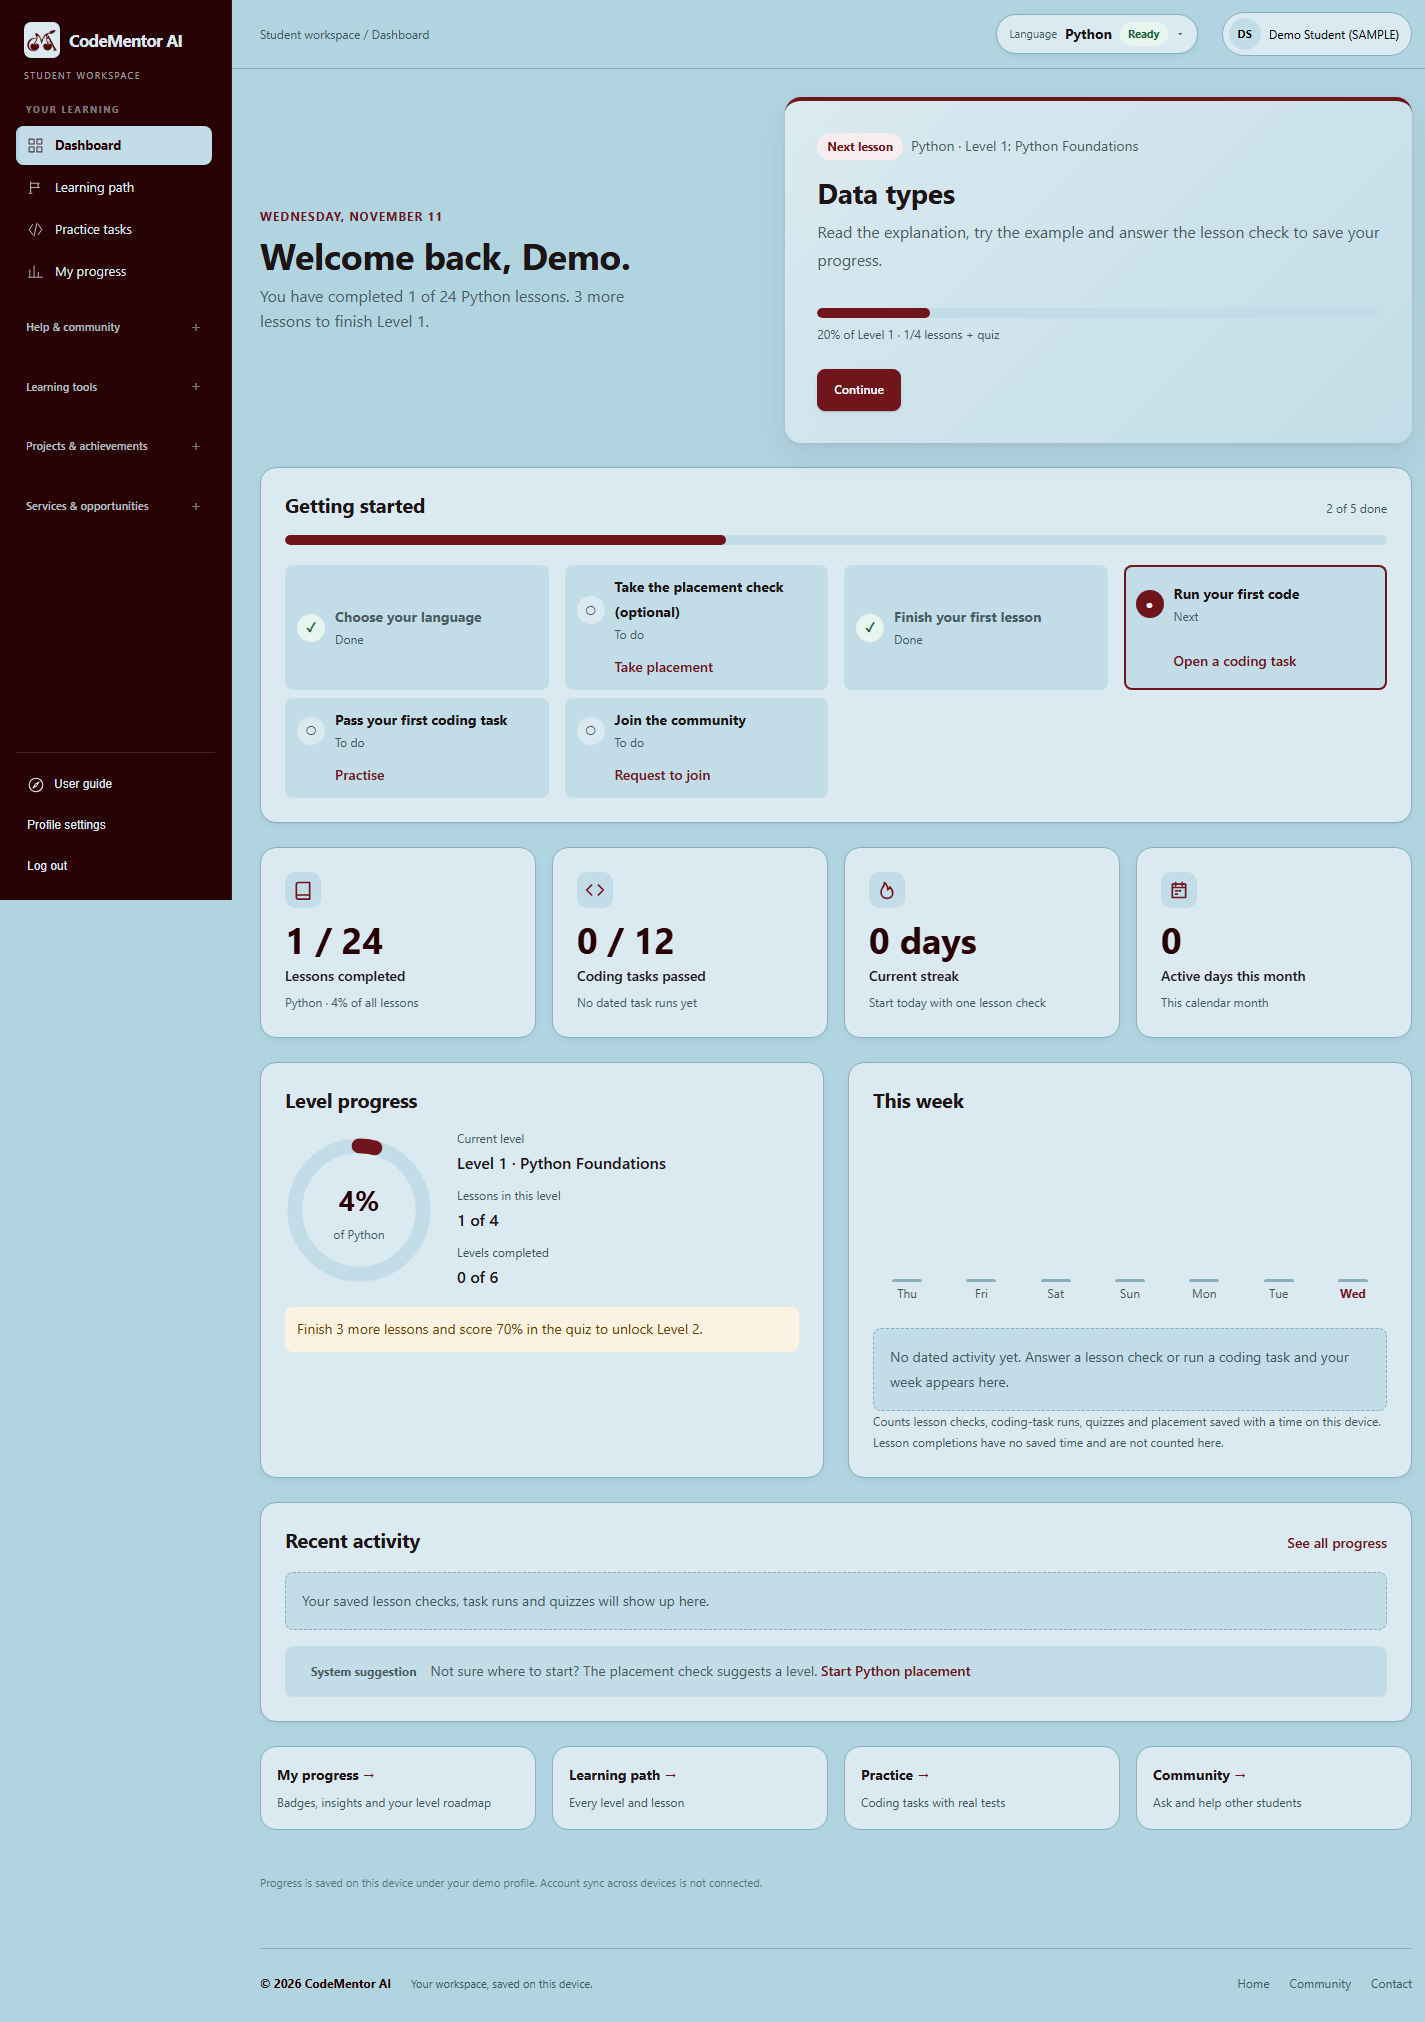 CodeMentor AI
STUDENT WORKSPACE
YOUR LEARNING
Dashboard
Learning path
Practice tasks
My progress
Help & community +
Learning tools +
Projects & achievements +
Services & opportunities +
User guide
Profile settings
Log out
Student workspace / Dashboard
Language Python Ready
DS Demo Student (SAMPLE)
WEDNESDAY, NOVEMBER 11
Welcome back, Demo.
You have completed 1 of 24 Python lessons. 3 more
lessons to finish Level 1.
Next lesson Python · Level 1: Python Foundations
Data types
Read the explanation, try the example and answer the lesson check to save your
progress.
20% of Level 1 · 1/4 lessons + quiz
Continue
Getting started
2 of 5 done
✓ Choose your language
Done
Take the placement check
(optional)
To do
Take placement
✓ Finish your first lesson
Done
Run your first code
Next
Open a coding task
Pass your first coding task
To do
Practise
Join the community
To do
Request to join
1 / 24
Lessons completed
Python · 4% of all lessons
0 / 12
Coding tasks passed
No dated task runs yet
0 days
Current streak
Start today with one lesson check
0
Active days this month
This calendar month
Level progress
4%
of Python
Current level
Level 1 · Python Foundations
Lessons in this level
1 of 4
Levels completed
0 of 6
Finish 3 more lessons and score 70% in the quiz to unlock Level 2.
This week
Thu Fri Sat Sun Mon Tue Wed
No dated activity yet. Answer a lesson check or run a coding task and your
week appears here.
Counts lesson checks, coding-task runs, quizzes and placement saved with a time on this device.
Lesson completions have no saved time and are not counted here.
Recent activity
See all progress
Your saved lesson checks, task runs and quizzes will show up here.
System suggestion Not sure where to start? The placement check suggests a level. Start Python placement
My progress →
Badges, insights and your level roadmap
Learning path →
Every level and lesson
Practice →
Coding tasks with real tests
Community →
Ask and help other students
Progress is saved on this device under your demo profile. Account sync across devices is not connected.
© 2026 CodeMentor AI Your workspace, saved on this device.
Home Community Contact